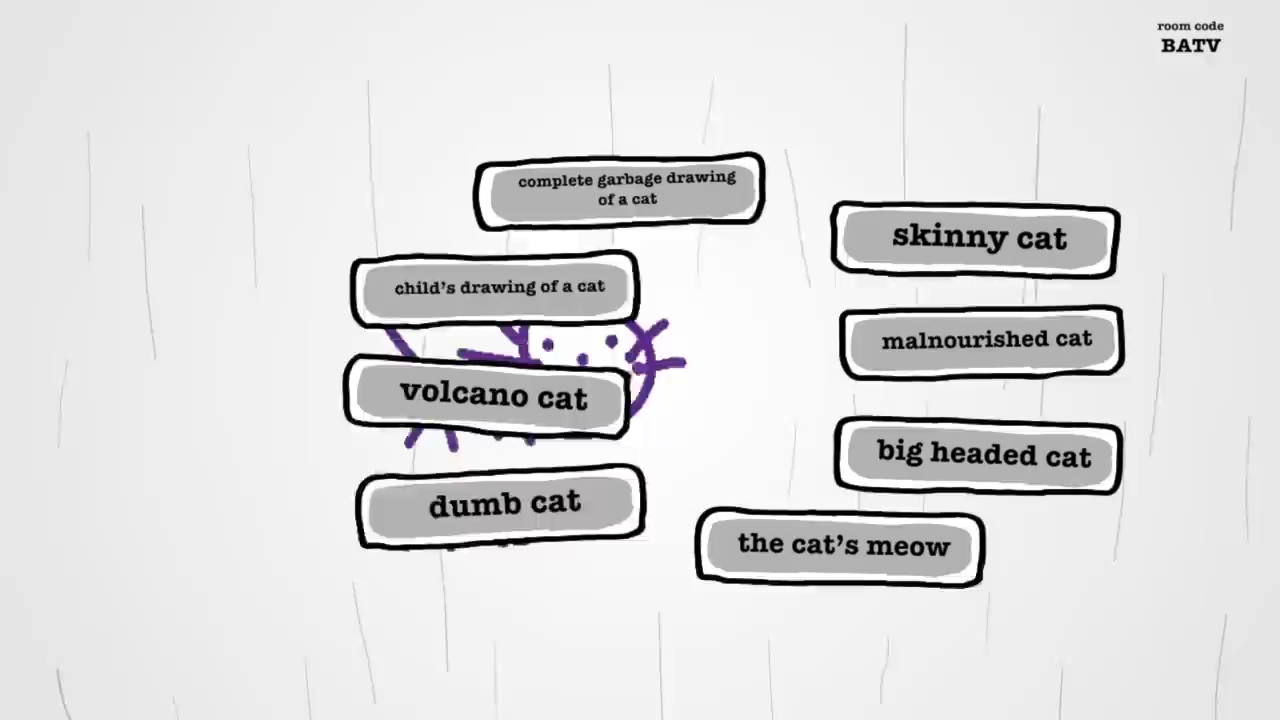 room code
BATV
complete garbage drawing
of a cat
skinny cat
child's drawing of a cat
malnourished cat
volcano cat
big headed cat
dumb cat
the cat's meow